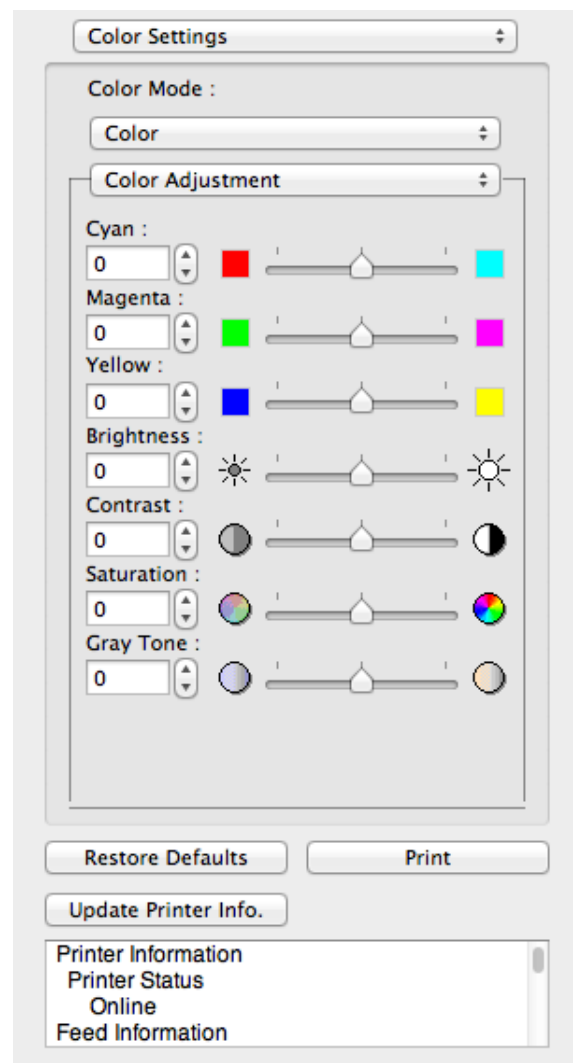 Color Settings
Color Mode :
Color
Color Adjustment
Cyan :
0
Magenta :
0
Yellow :
0
Brightness :
0
Contrast :
0
Saturation :
0
Gray Tone :
0
Restore Defaults
Print
Update Printer Info.
Printer Information
Printer Status
Online
Feed Information